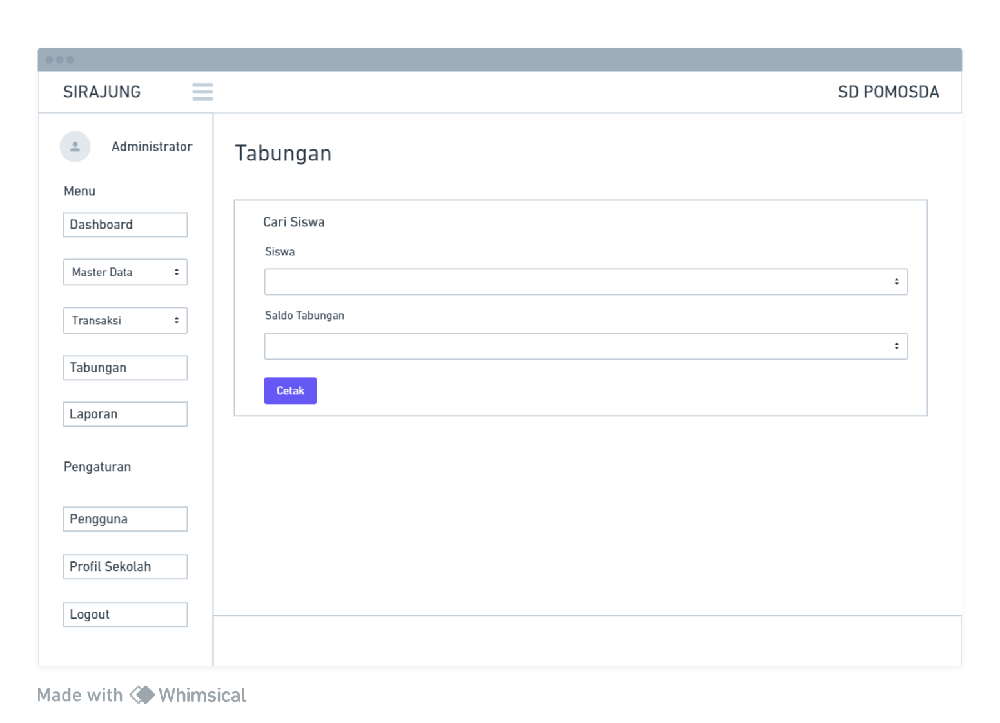 SIRAJUNG
SD POMOSDA
Administrator
Menu
Dashboard
Master Data
Transaksi
Tabungan
Laporan
Pengaturan
Pengguna
Profil Sekolah
Logout
Tabungan
Cari Siswa
Siswa
Saldo Tabungan
Cetak
Made with Whimsical